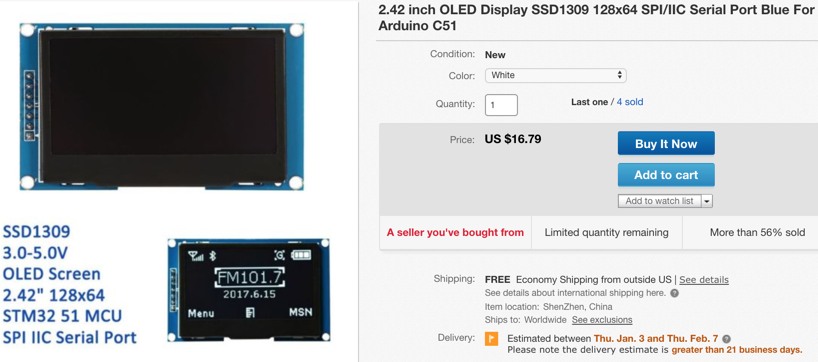 SSD1309
3.0-5.0V
OLED Screen
2.42" 128x64
STM32 51 MCU
SPI IIC Serial Port
FM101.7
2017.6.15
Menu
MSN
2.42 inch OLED Display SSD1309 128x64 SPI/IIC Serial Port Blue For
Arduino C51
Condition: New
Color: White
Quantity: 1 Last one / 4 sold
Price: US $16.79
Buy It Now
Add to cart
Add to watch list
A seller you've bought from Limited quantity remaining More than 56% sold
Shipping: FREE Economy Shipping from outside US | See details
See details about international shipping here.
Item location: ShenZhen, China
Ships to: Worldwide See exclusions
Delivery: Estimated between Thu. Jan. 3 and Thu. Feb. 7
Please note the delivery estimate is greater than 21 business days.